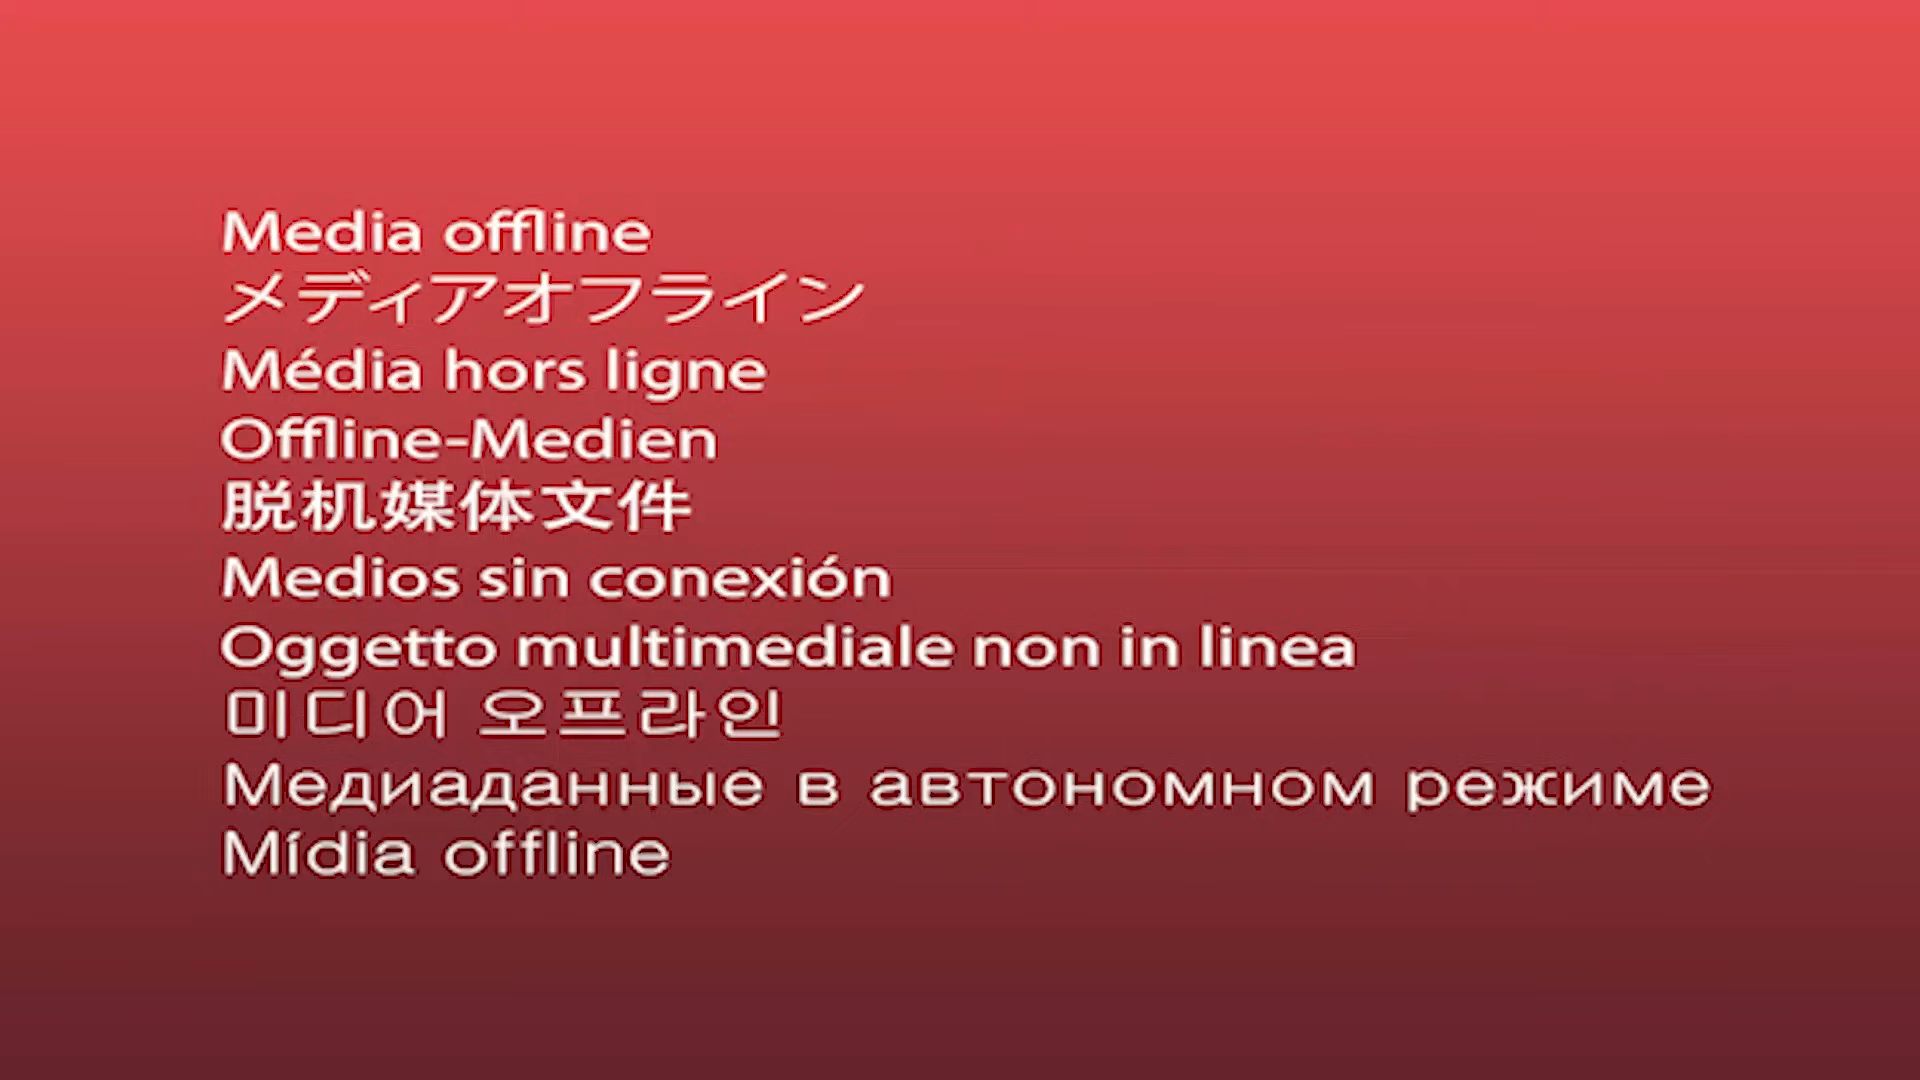 Media offline
メディアオフライン
Média hors ligne
Offline-Medien
脱机媒体文件
Medios sin conexión
Oggetto multimediale non in linea
미디어 오프라인
Медиаданные в автономном режиме
Mídia offline